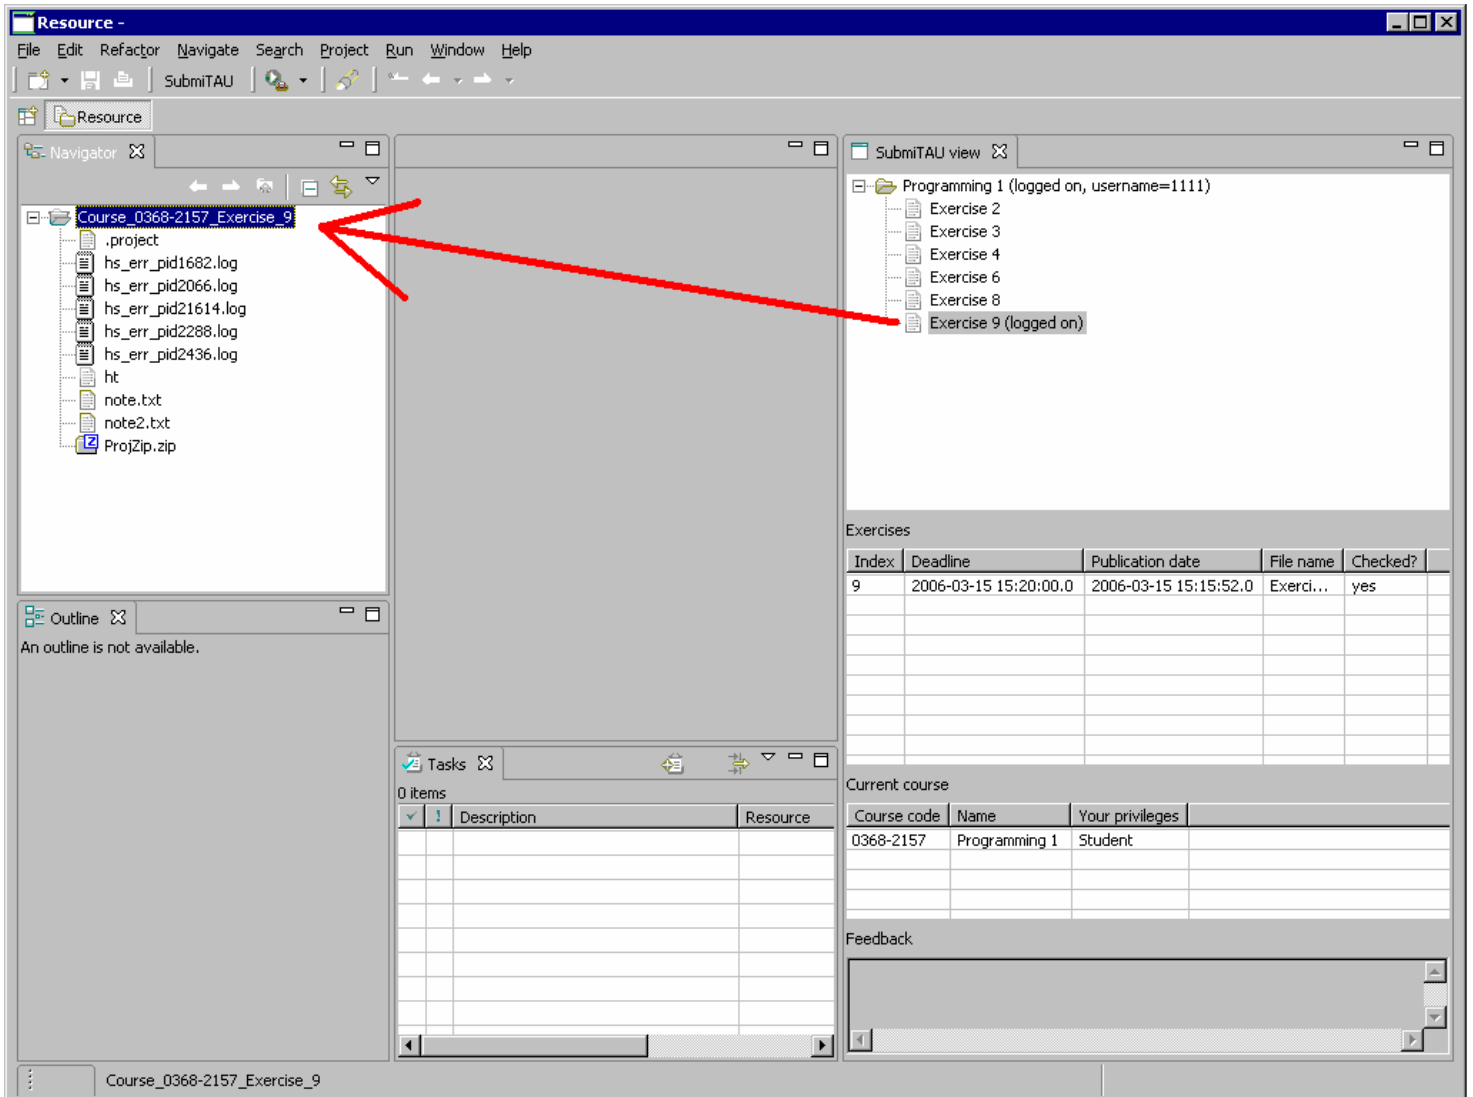 Resource -
File Edit Refactor Navigate Search Project Run Window Help
SubmiTAU
Resource
Navigator
Course_0368-2157_Exercise_9
.project
hs_err_pid1682.log
hs_err_pid2066.log
hs_err_pid21614.log
hs_err_pid2288.log
hs_err_pid2436.log
ht
note.txt
note2.txt
ProjZip.zip
Outline
An outline is not available.
Tasks
0 items
! Description Resource
SubmiTAU view
Programming 1 (logged on, username=1111)
Exercise 2
Exercise 3
Exercise 4
Exercise 6
Exercise 8
Exercise 9 (logged on)
Exercises
Index Deadline Publication date File name Checked?
9 2006-03-15 15:20:00.0 2006-03-15 15:15:52.0 Exerci... yes
Current course
Course code Name Your privileges
0368-2157 Programming 1 Student
Feedback
Course_0368-2157_Exercise_9